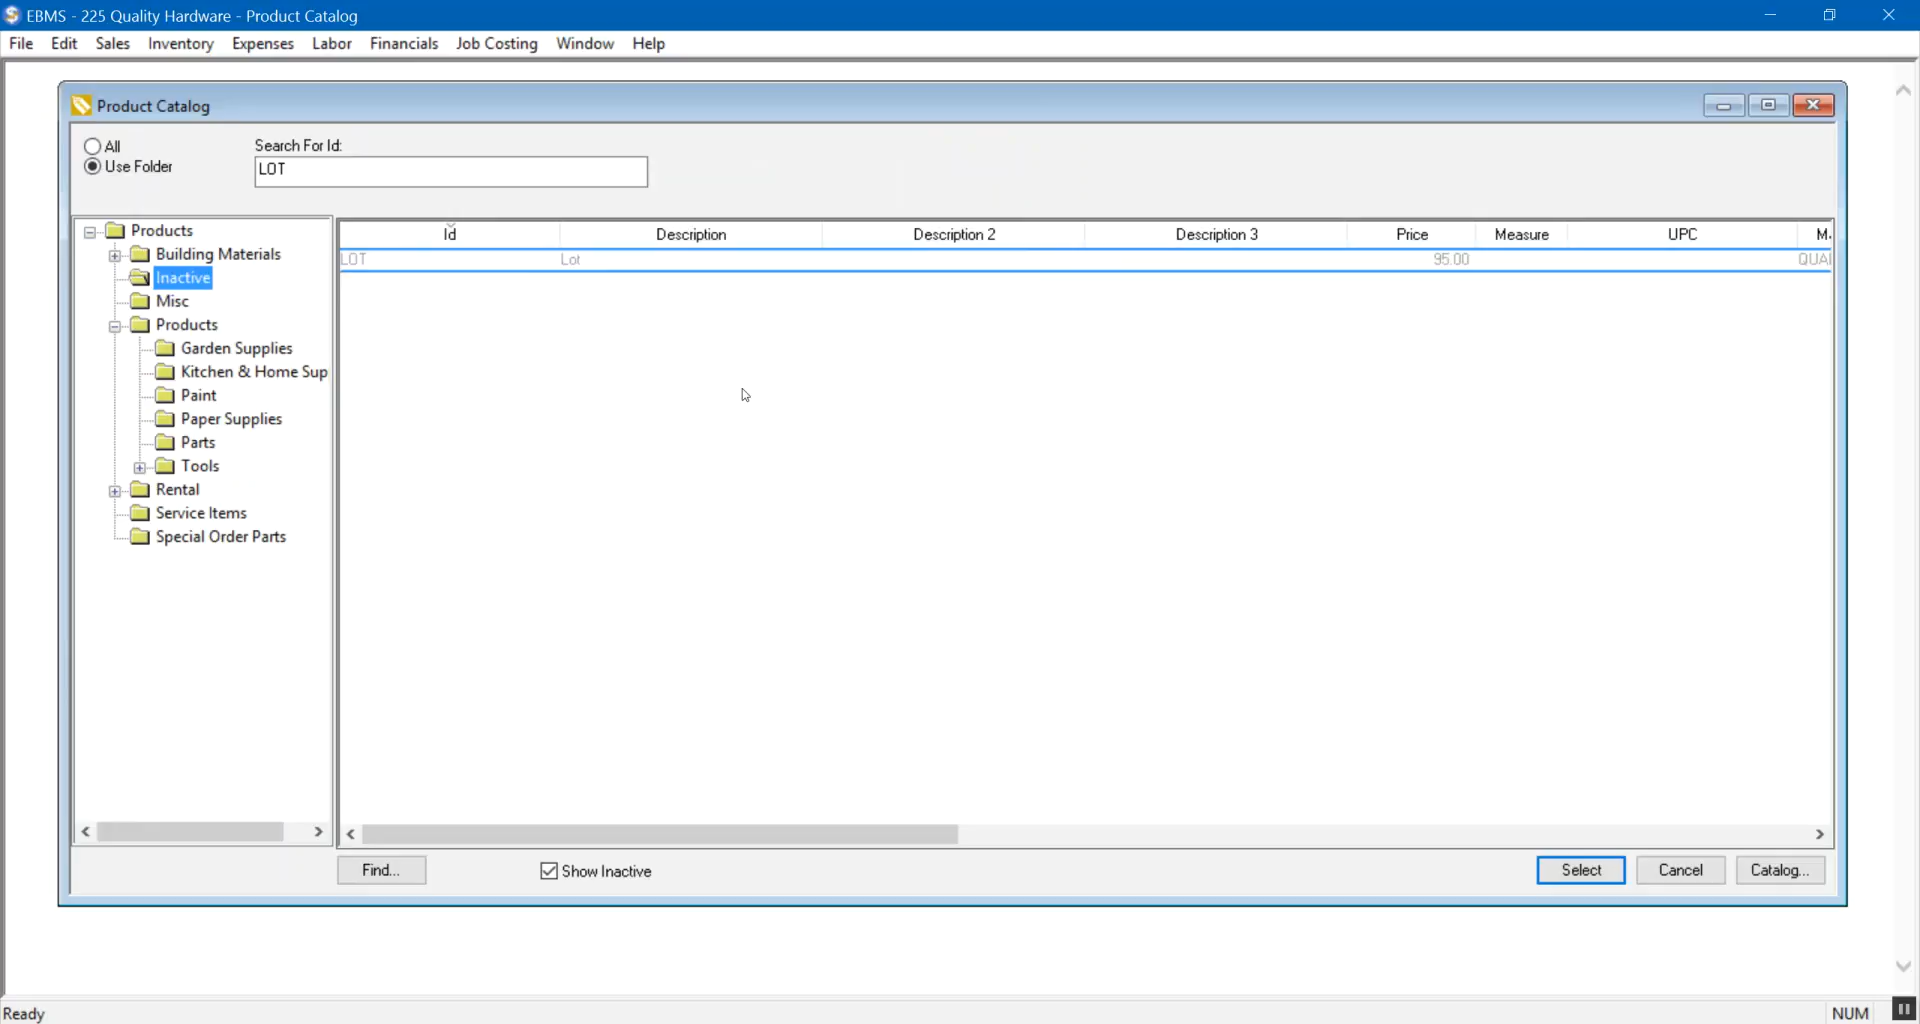 EBMS - 225 Quality Hardware - Product Catalog
File Edit Sales Inventory Expenses Labor Financials Job Costing Window Help
Product Catalog
All
Use Folder
Search For Id:
LOT
Products
Building Materials
Inactive
Misc
Products
Garden Supplies
Kitchen & Home Sup
Paint
Paper Supplies
Parts
Tools
Rental
Service Items
Special Order Parts
Id Description Description 2 Description 3 Price Measure UPC M.
LOT Lot 95.00 QUAI
Find... Show Inactive Select Cancel Catalog...
Ready NUM